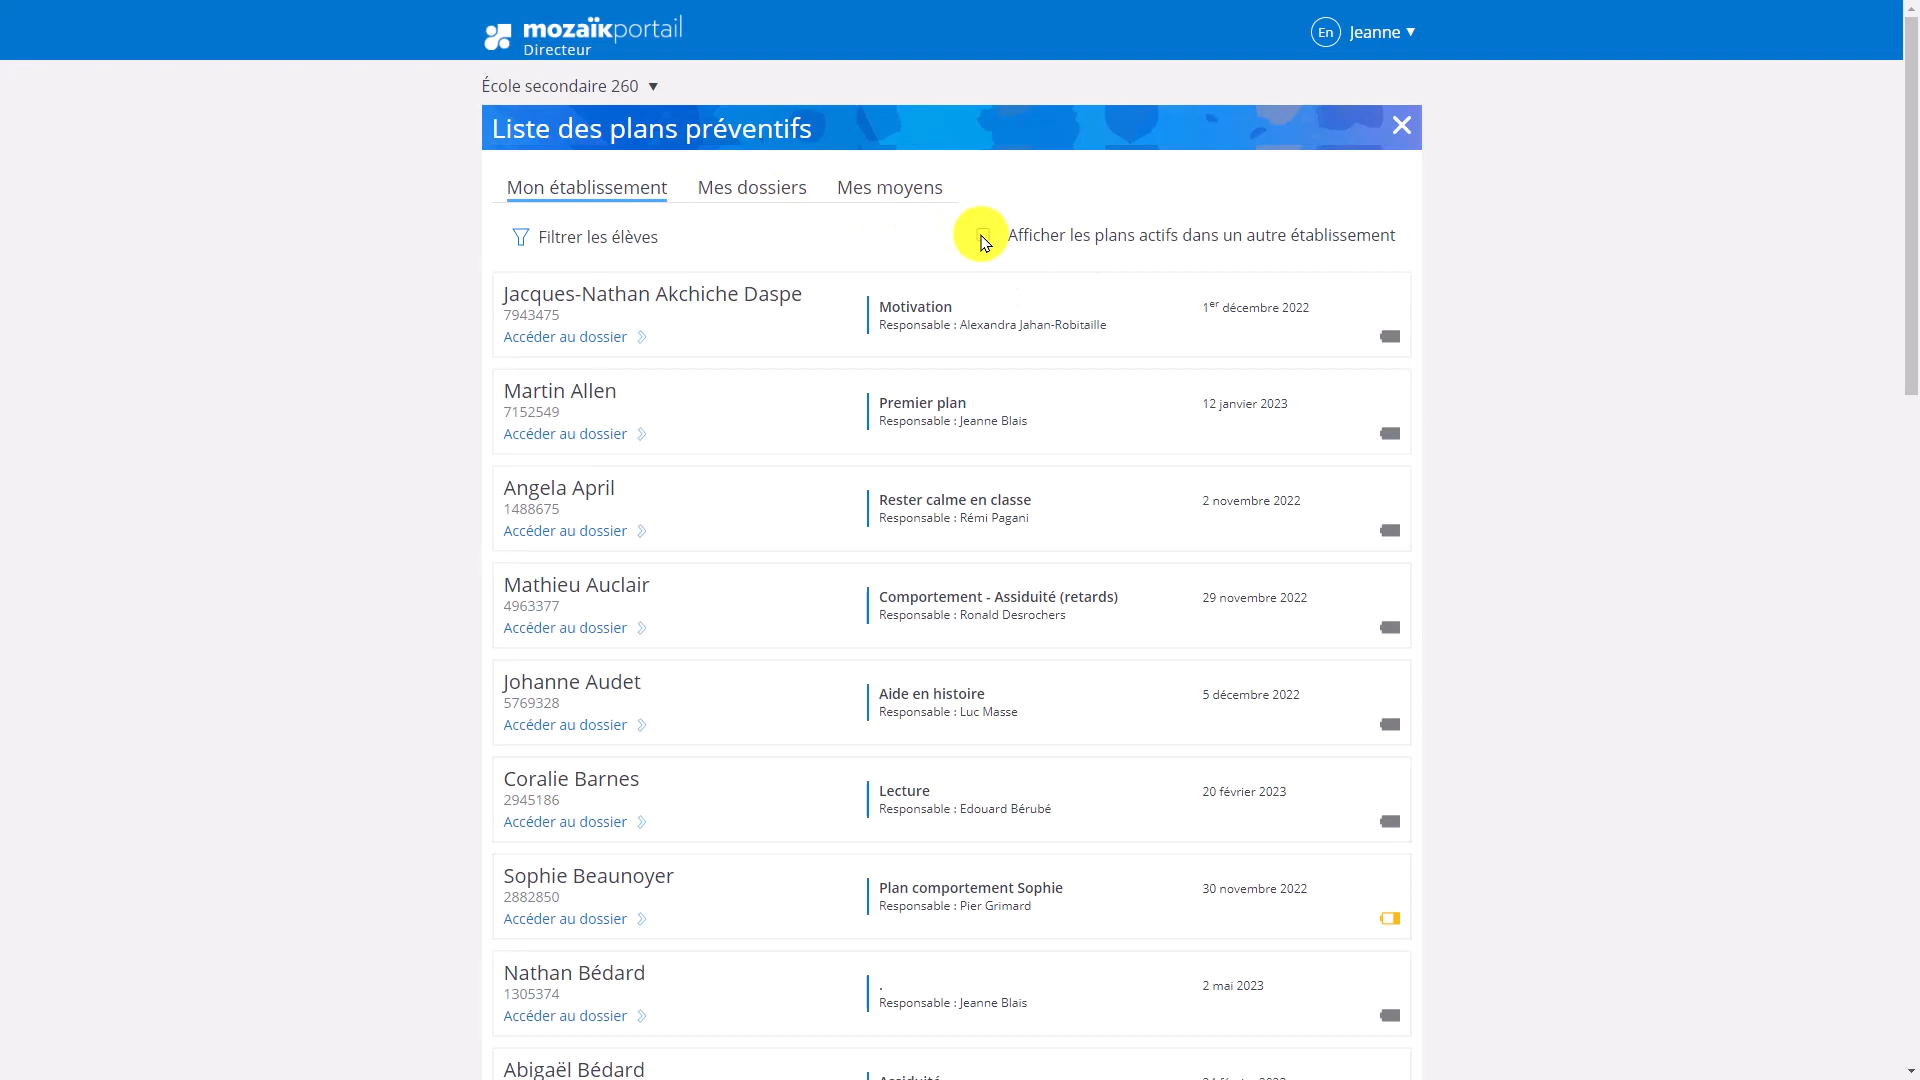 mozaïkportail
Directeur
En
Jeanne ▼
École secondaire 260 ▼
Liste des plans préventifs
Mon établissement
Mes dossiers
Mes moyens
Filtrer les élèves
Afficher les plans actifs dans un autre établissement
Jacques-Nathan Akchiche Daspe
7943475
Accéder au dossier
Motivation
Responsable : Alexandra Jahan-Robitaille
1er décembre 2022
Martin Allen
7152549
Accéder au dossier
Premier plan
Responsable : Jeanne Blais
12 janvier 2023
Angela April
1488675
Accéder au dossier
Rester calme en classe
Responsable : Rémi Pagani
2 novembre 2022
Mathieu Auclair
4963377
Accéder au dossier
Comportement - Assiduité (retards)
Responsable : Ronald Desrochers
29 novembre 2022
Johanne Audet
5769328
Accéder au dossier
Aide en histoire
Responsable : Luc Masse
5 décembre 2022
Coralie Barnes
2945186
Accéder au dossier
Lecture
Responsable : Edouard Bérubé
20 février 2023
Sophie Beaunoyer
2882850
Accéder au dossier
Plan comportement Sophie
Responsable : Pier Grimard
30 novembre 2022
Nathan Bédard
1305374
Accéder au dossier
.
Responsable : Jeanne Blais
2 mai 2023
Abigaël Bédard
Assiduité